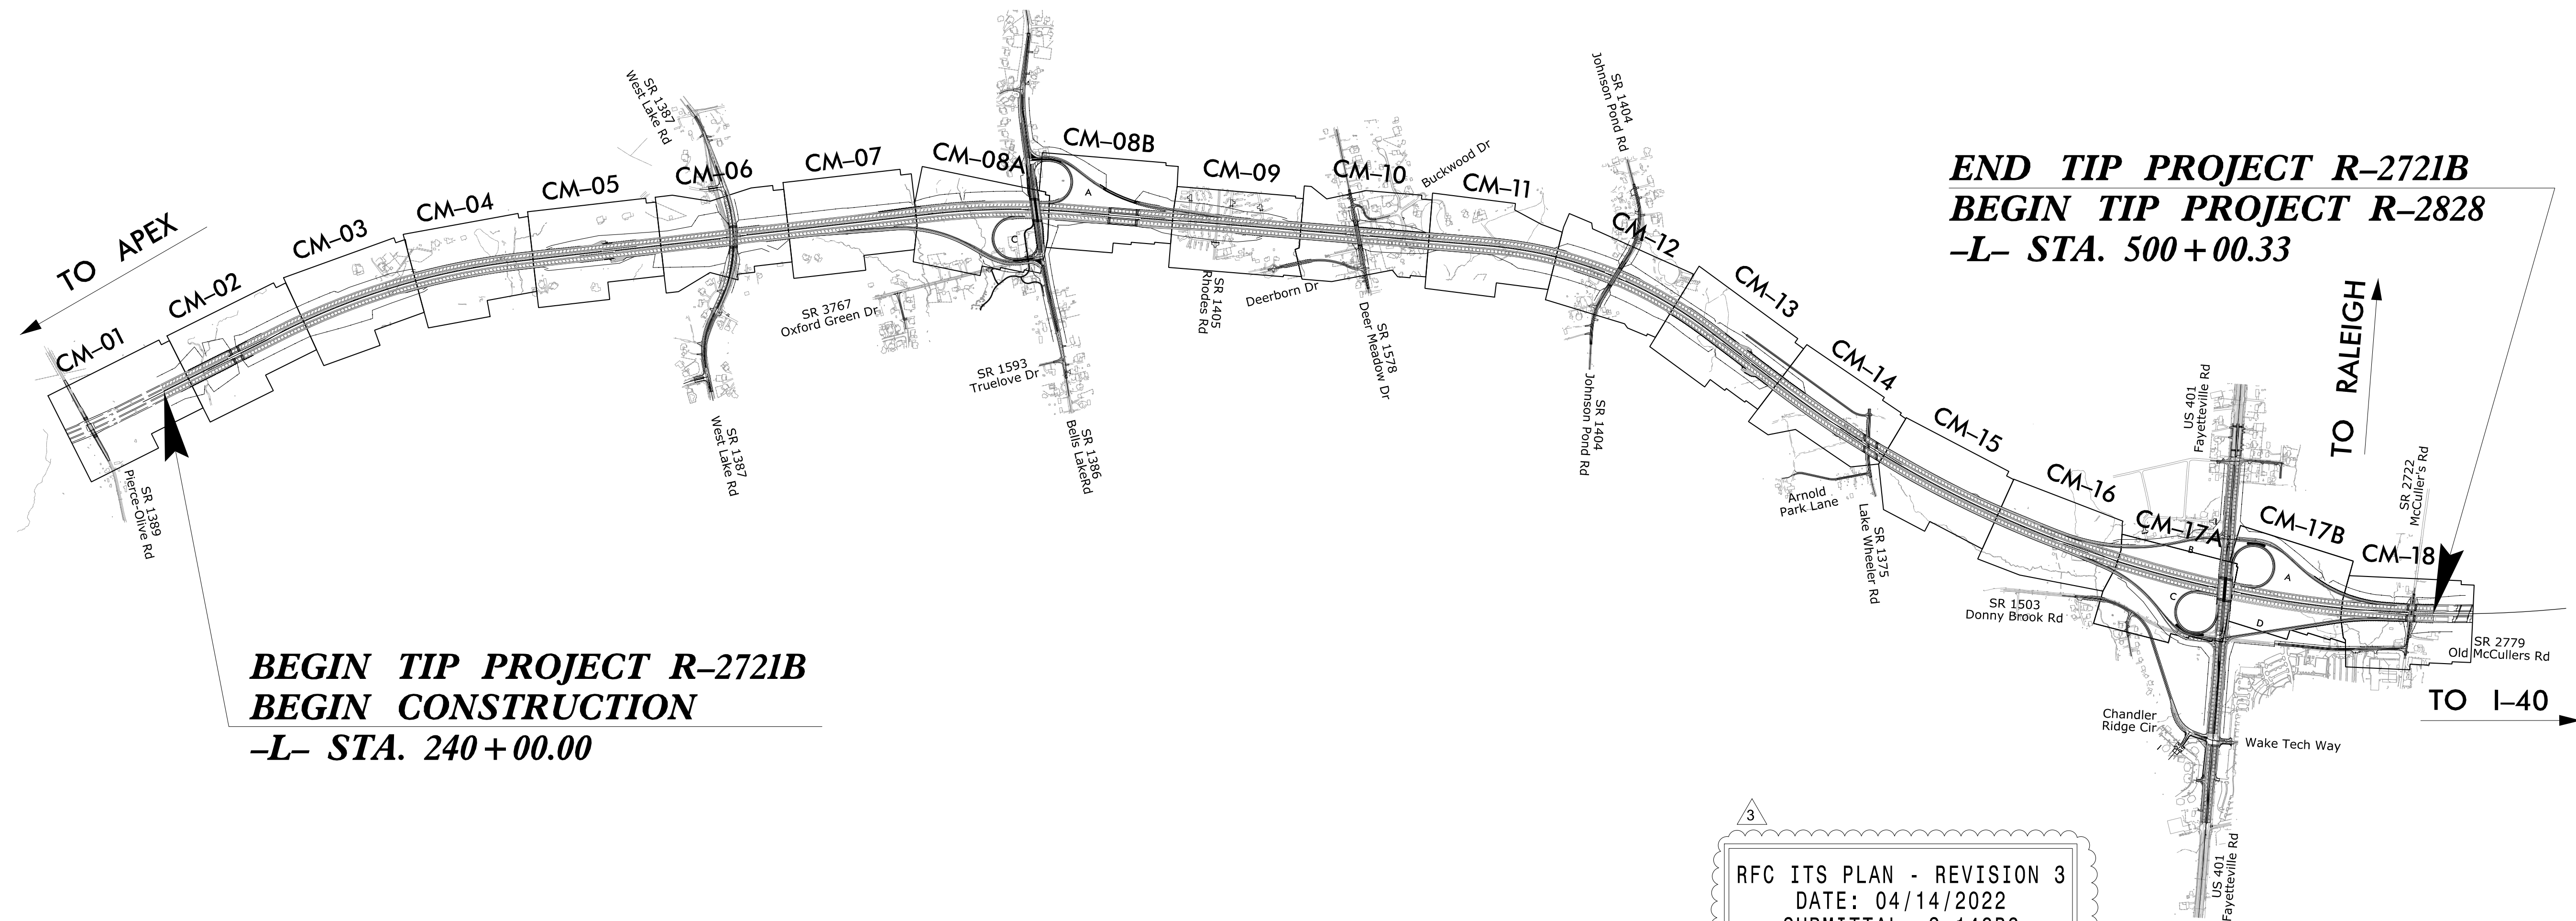 TO APEX
CM–01
CM–02
CM–03
CM–04
CM–05
CM–06
CM–07
CM–08A
CM–08B
CM–09
CM–10
CM–11
CM–12
CM–13
CM–14
CM–15
CM–16
CM–17A
CM–17B
CM–18
SR 1389
Pierce-Olive Rd
SR 1387
West Lake Rd
SR 1387
West Lake Rd
SR 3767
Oxford Green Dr
SR 1593
Truelove Dr
SR 1386
Bells LakeRd
A
C
SR 1405
Rhodes Rd
Deerborn Dr
Buckwood Dr
SR 1578
Deer Meadow Dr
SR 1404
Johnson Pond Rd
SR 1404
Johnson Pond Rd
Arnold
Park Lane
SR 1375
Lake Wheeler Rd
SR 1503
Donny Brook Rd
US 401
Fayetteville Rd
B
A
C
D
SR 2722
McCuller's Rd
SR 2779
Old McCullers Rd
Chandler
Ridge Cir
Wake Tech Way
US 401
Fayetteville Rd
TO RALEIGH
TO I–40
END TIP PROJECT R–2721B
BEGIN TIP PROJECT R–2828
–L– STA. 500+00.33
BEGIN TIP PROJECT R–2721B
BEGIN CONSTRUCTION
–L– STA. 240+00.00
3
RFC ITS PLAN - REVISION 3
DATE: 04/14/2022